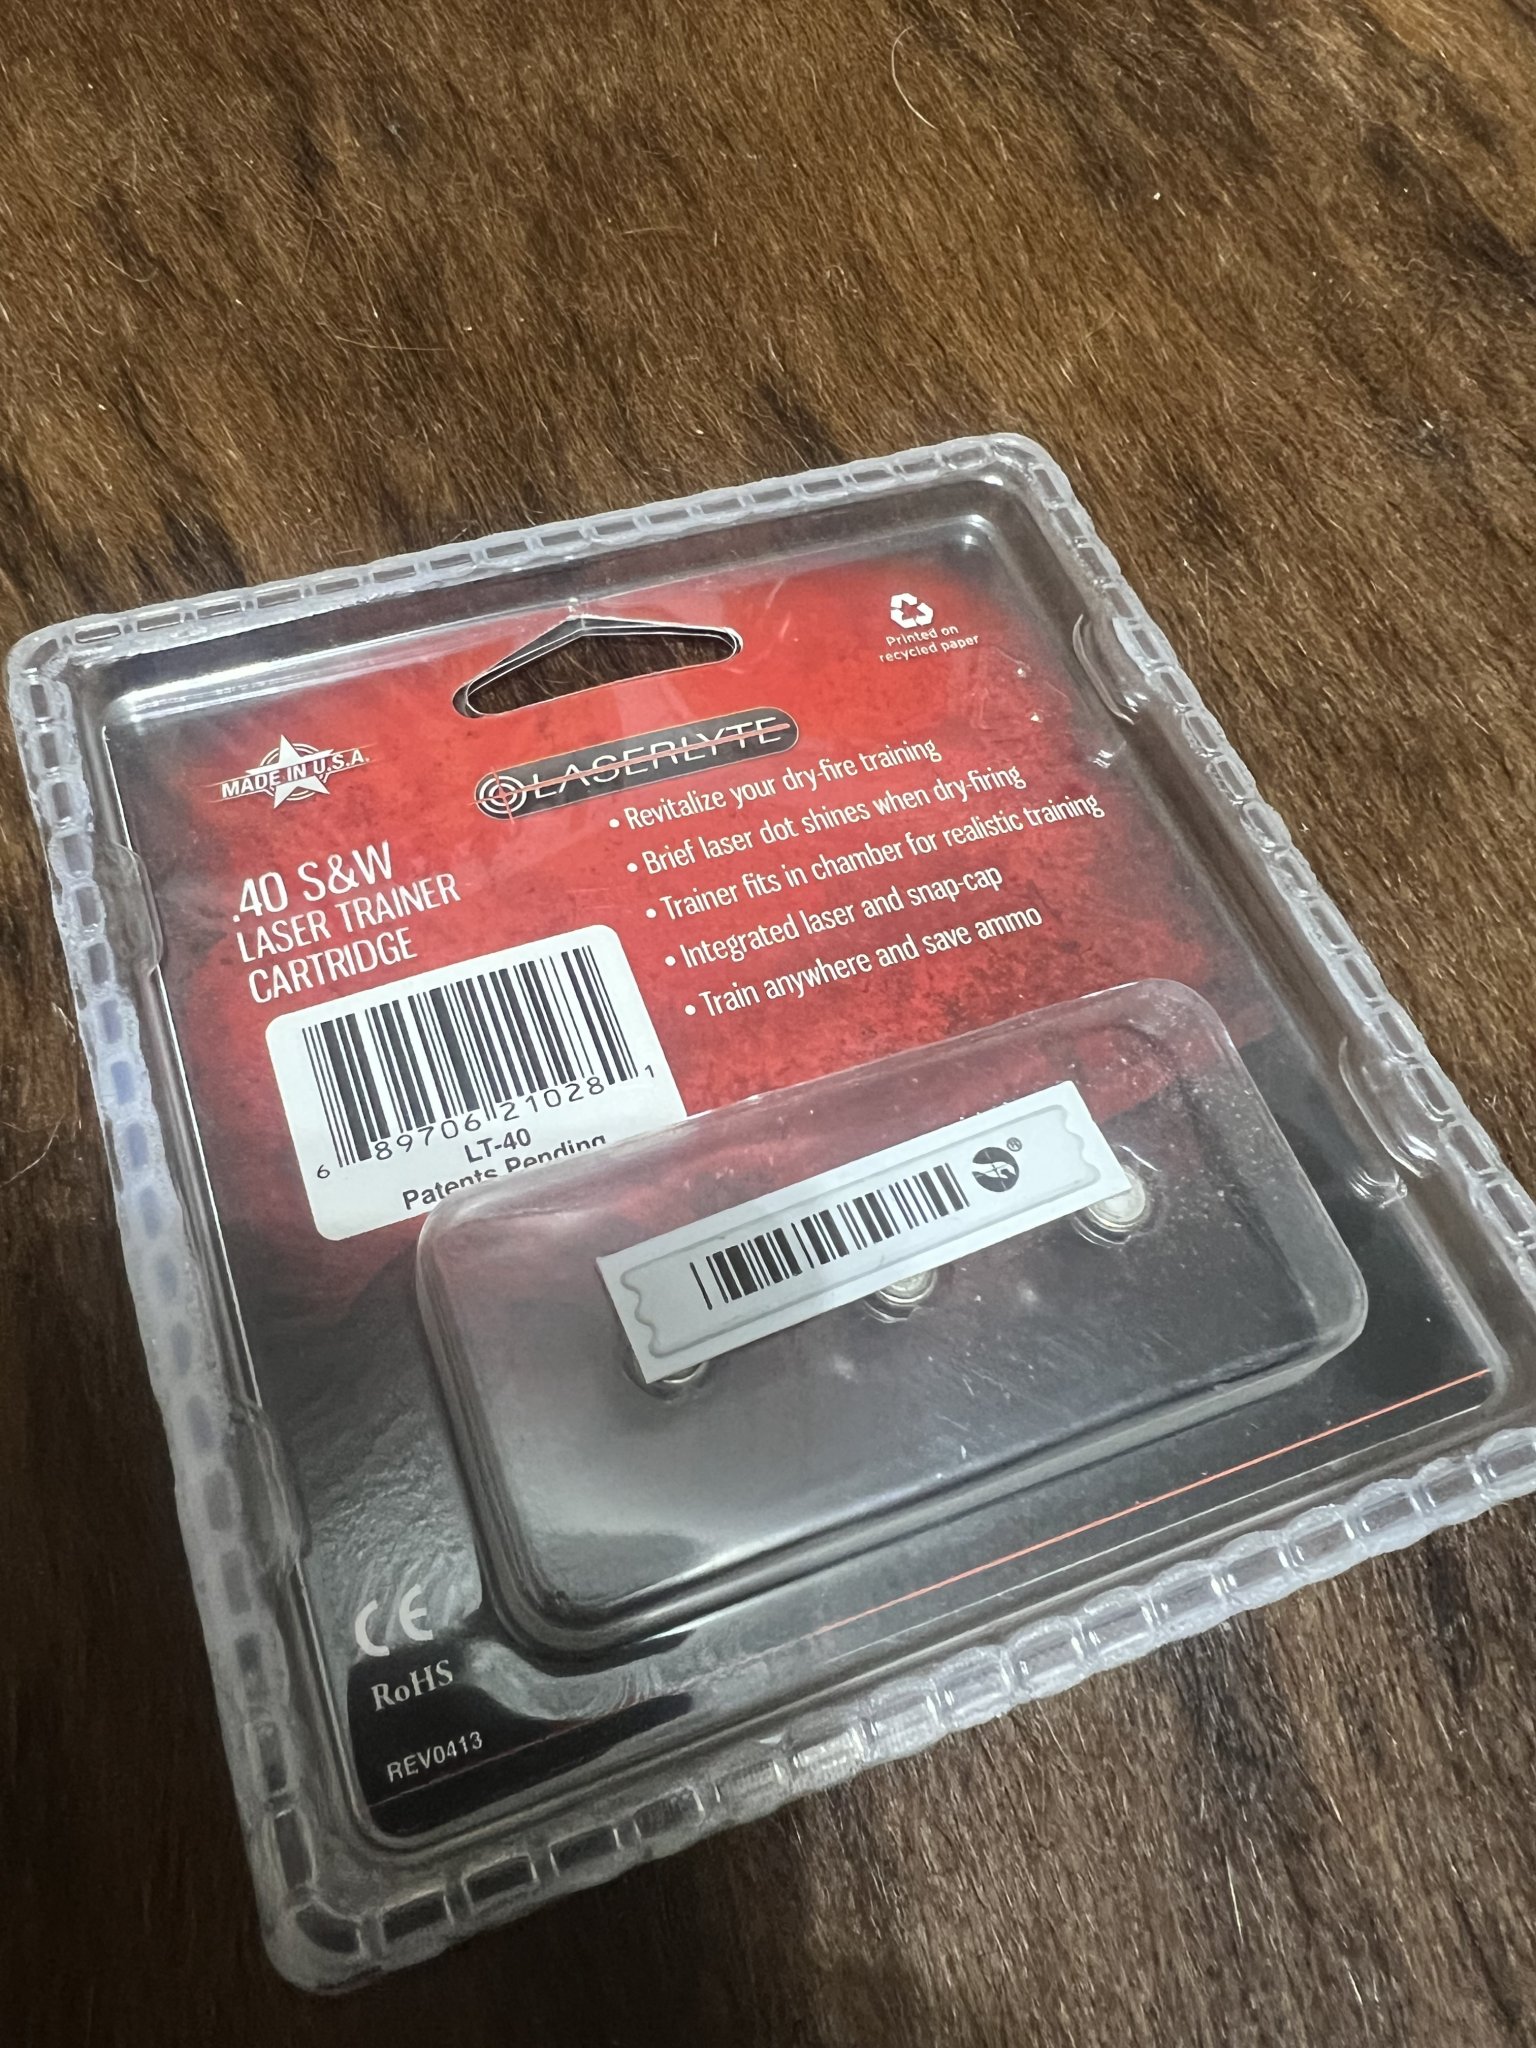 Printed on
recycled paper
MADE IN U.S.A.
LASERLYTE
• Revitalize your dry-fire training
• Brief laser dot shines when dry-firing
• Trainer fits in chamber for realistic training
• Integrated laser and snap-cap
• Train anywhere and save ammo
.40 S&W
LASER TRAINER
CARTRIDGE
6 89706 21028 1
LT-40
Patents Pending
®
CE
RoHS
REV0413